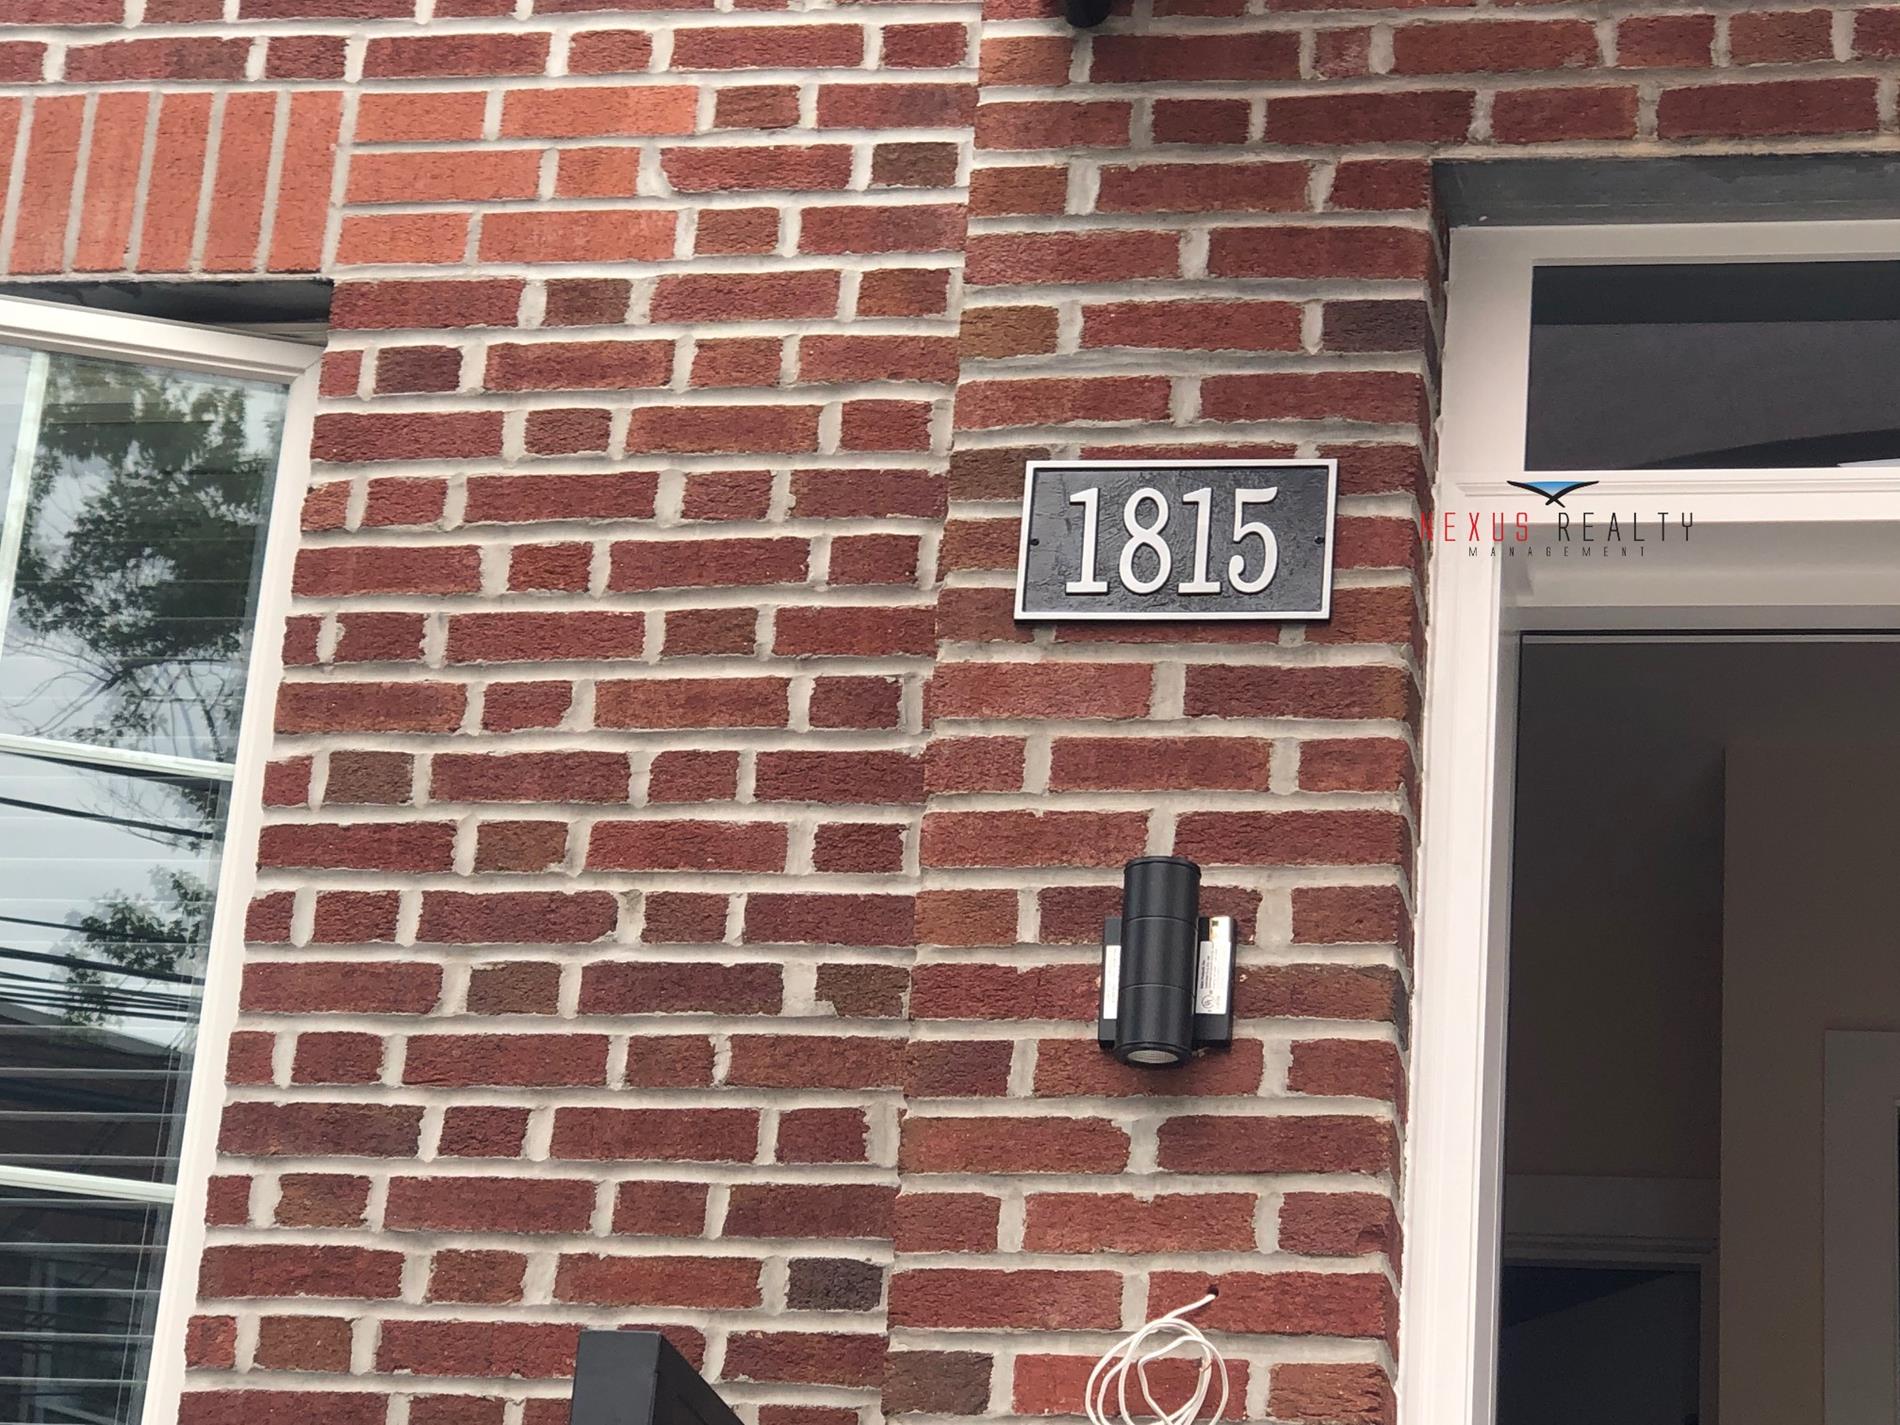 1815
NEXUS REALTY
MANAGEMENT